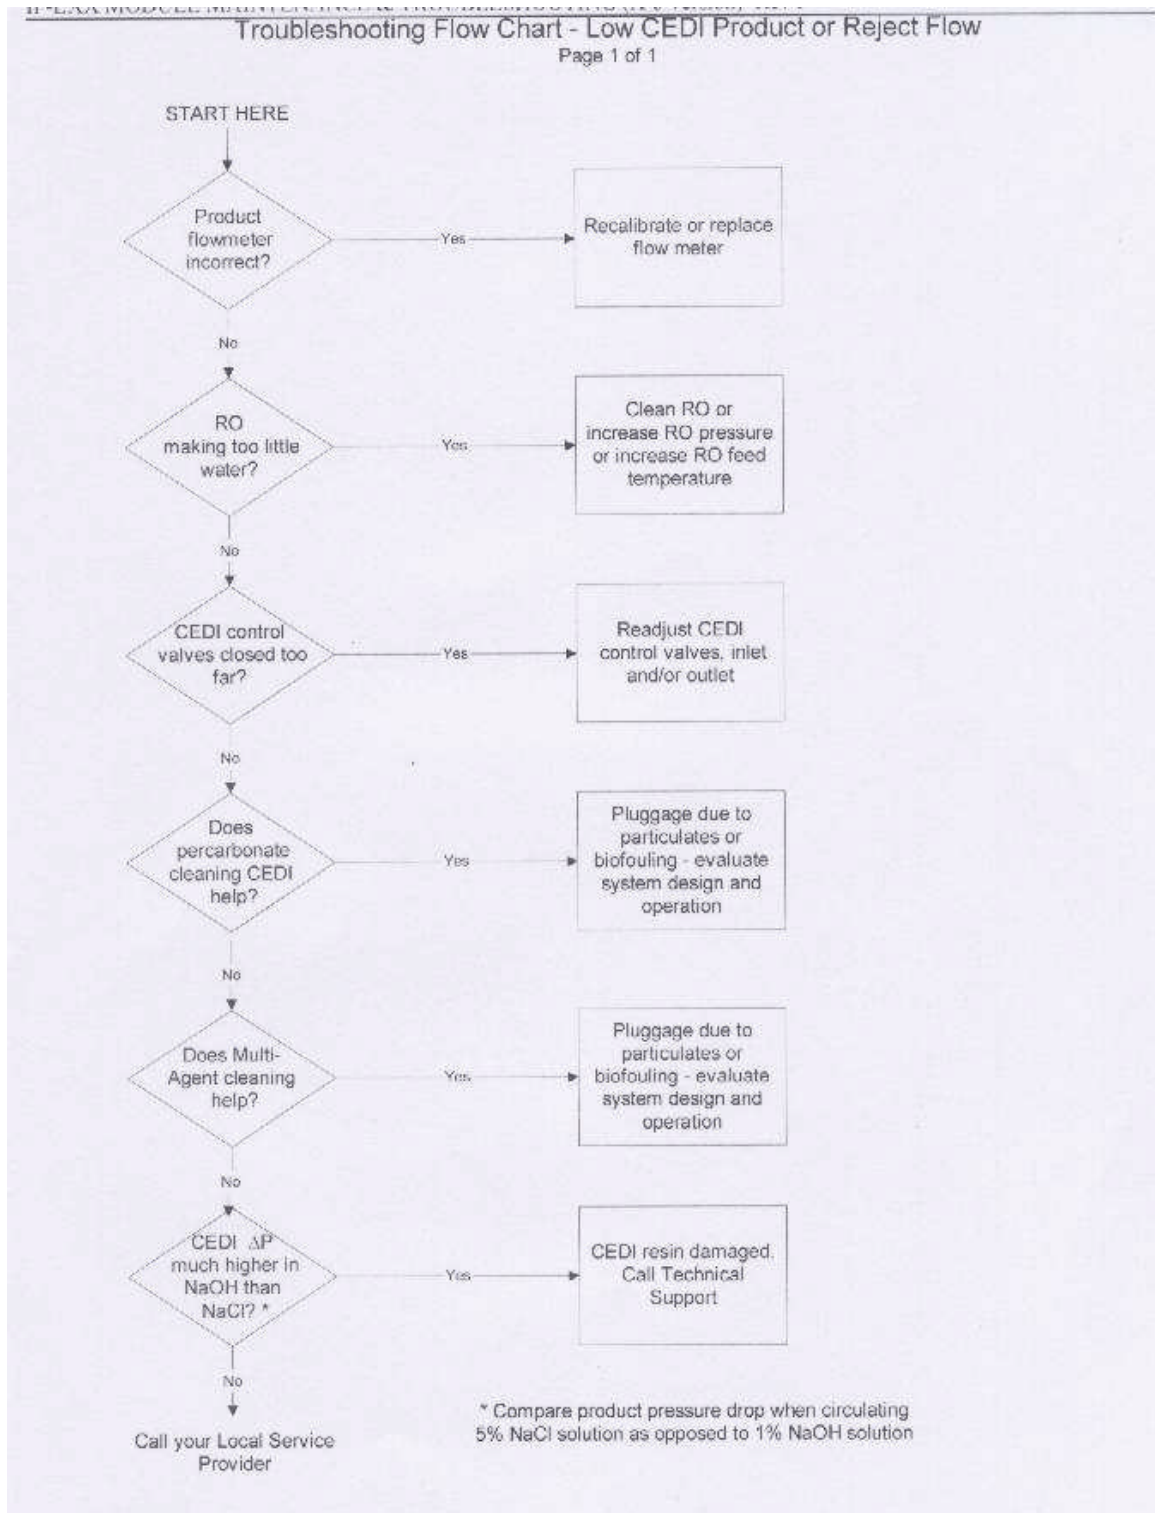 Troubleshooting Flow Chart - Low CEDI Product or Reject Flow
Page 1 of 1
START HERE
Product
flowmeter
incorrect?
Yes
Recalibrate or replace
flow meter
No
RO
making too little
water?
Yes
Clean RO or
increase RO pressure
or increase RO feed
temperature
No
CEDI control
valves closed too
far?
Yes
Readjust CEDI
control valves, inlet
and/or outlet
No
Does
percarbonate
cleaning CEDI
help?
Yes
Pluggage due to
particulates or
biofouling - evaluate
system design and
operation
No
Does Multi-
Agent cleaning
help?
Yes
Pluggage due to
particulates or
biofouling - evaluate
system design and
operation
No
CEDI ΔP
much higher in
NaOH than
NaCl? *
Yes
CEDI resin damaged.
Call Technical
Support
No
Call your Local Service
Provider
* Compare product pressure drop when circulating
5% NaCl solution as opposed to 1% NaOH solution